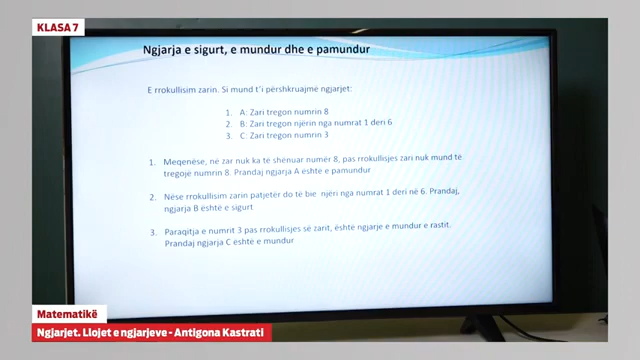 KLASA 7
Ngjarja e sigurt, e mundur dhe e pamundur
E rrokullisim zarin. Si mund t'i përshkruajmë ngjarjet:
1. A: Zari tregon numrin 8
2. B: Zari tregon njërin nga numrat 1 deri 6
3. C: Zari tregon numrin 3
1. Meqenëse, në zar nuk ka të shënuar numër 8, pas rrokullisjes zari nuk mund të
tregojë numrin 8. Prandaj ngjarja A është e pamundur
2. Nëse rrokullisim zarin patjetër do të bie njëri nga numrat 1 deri në 6. Prandaj,
ngjarja B është e sigurt
3. Paraqitja e numrit 3 pas rrokullisjes së zarit, është ngjarje e mundur e rastit.
Prandaj ngjarja C është e mundur
Matematikë
Ngjarjet. Llojet e ngjarjeve - Antigona Kastrati